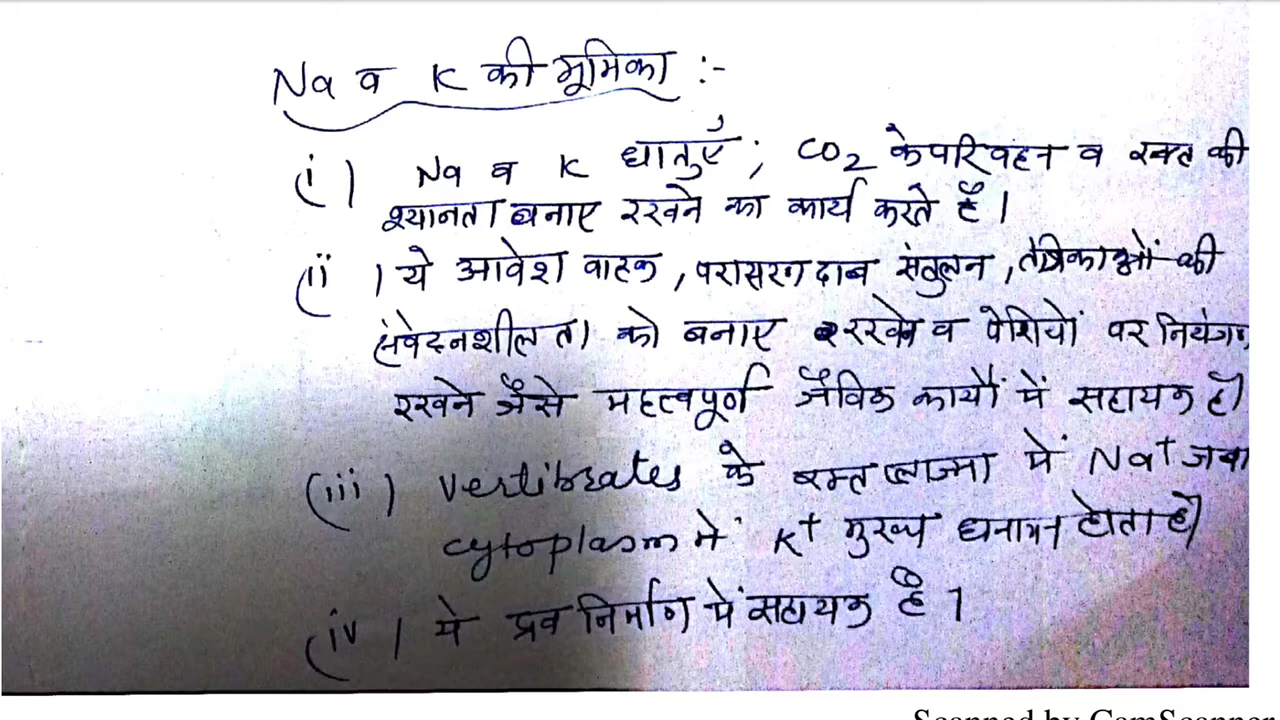 Na व K की भूमिका :-
(i) Na व K धातुएँ; CO2 के परिवहन व रक्त की
श्यानता बनाए रखने का कार्य करते हैं।
(ii) ये आवेश वाहक, परासरण दाब संतुलन, तंत्रिकाओं की
संवेदनशीलता को बनाए रखने व पेशियों पर नियंत्रण
रखने जैसे महत्वपूर्ण जैविक कार्यों में सहायक है।
(iii) vertibrates के रक्त प्लाज्मा में Na+ जबकि
cytoplasm में K+ मुख्य धनायन होता है।
(iv) ये द्रव निर्माण में सहायक है।
Scanned by CamScanner